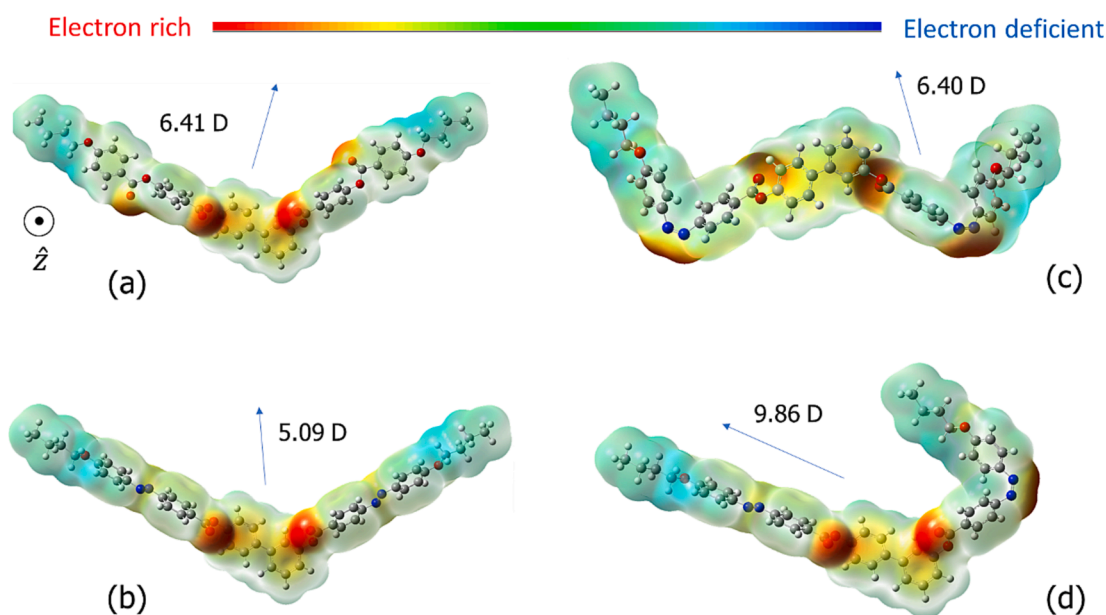 Electron rich
Electron deficient
6.41 D
6.40 D
ẑ
(a)
(c)
5.09 D
9.86 D
(b)
(d)